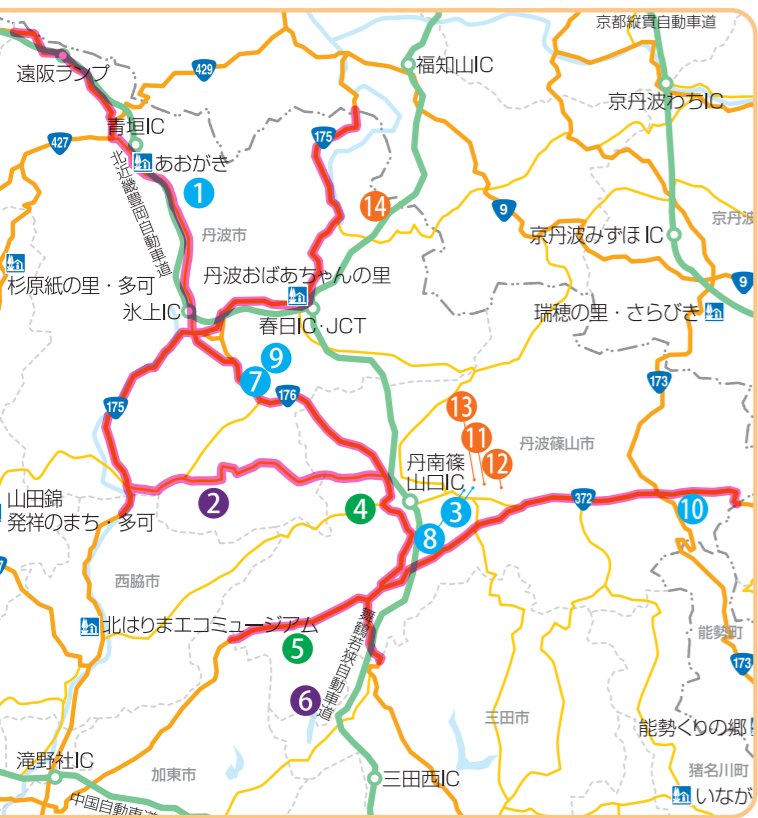 京都縦貫自動車道
遠阪ランプ
429
福知山IC
京丹波わちIC
青垣IC
427
あおがき
北近畿豊岡自動車道
1
175
14
9
丹波市
京丹波みずほIC
京丹波
杉原紙の里・多可
丹波おばあちゃんの里
9
氷上IC
春日IC・JCT
瑞穂の里・さらびき
9
7
176
173
175
13
11
12
丹波篠山市
丹南篠
山口IC
山田錦
発祥のまち・多可
2
4
3
8
372
10
西脇市
北はりまエコミュージアム
5
舞鶴若狭自動車道
6
能勢町
173
三田市
能勢くりの郷
滝野社IC
加東市
三田西IC
猪名川町
中国自動車道
いなが